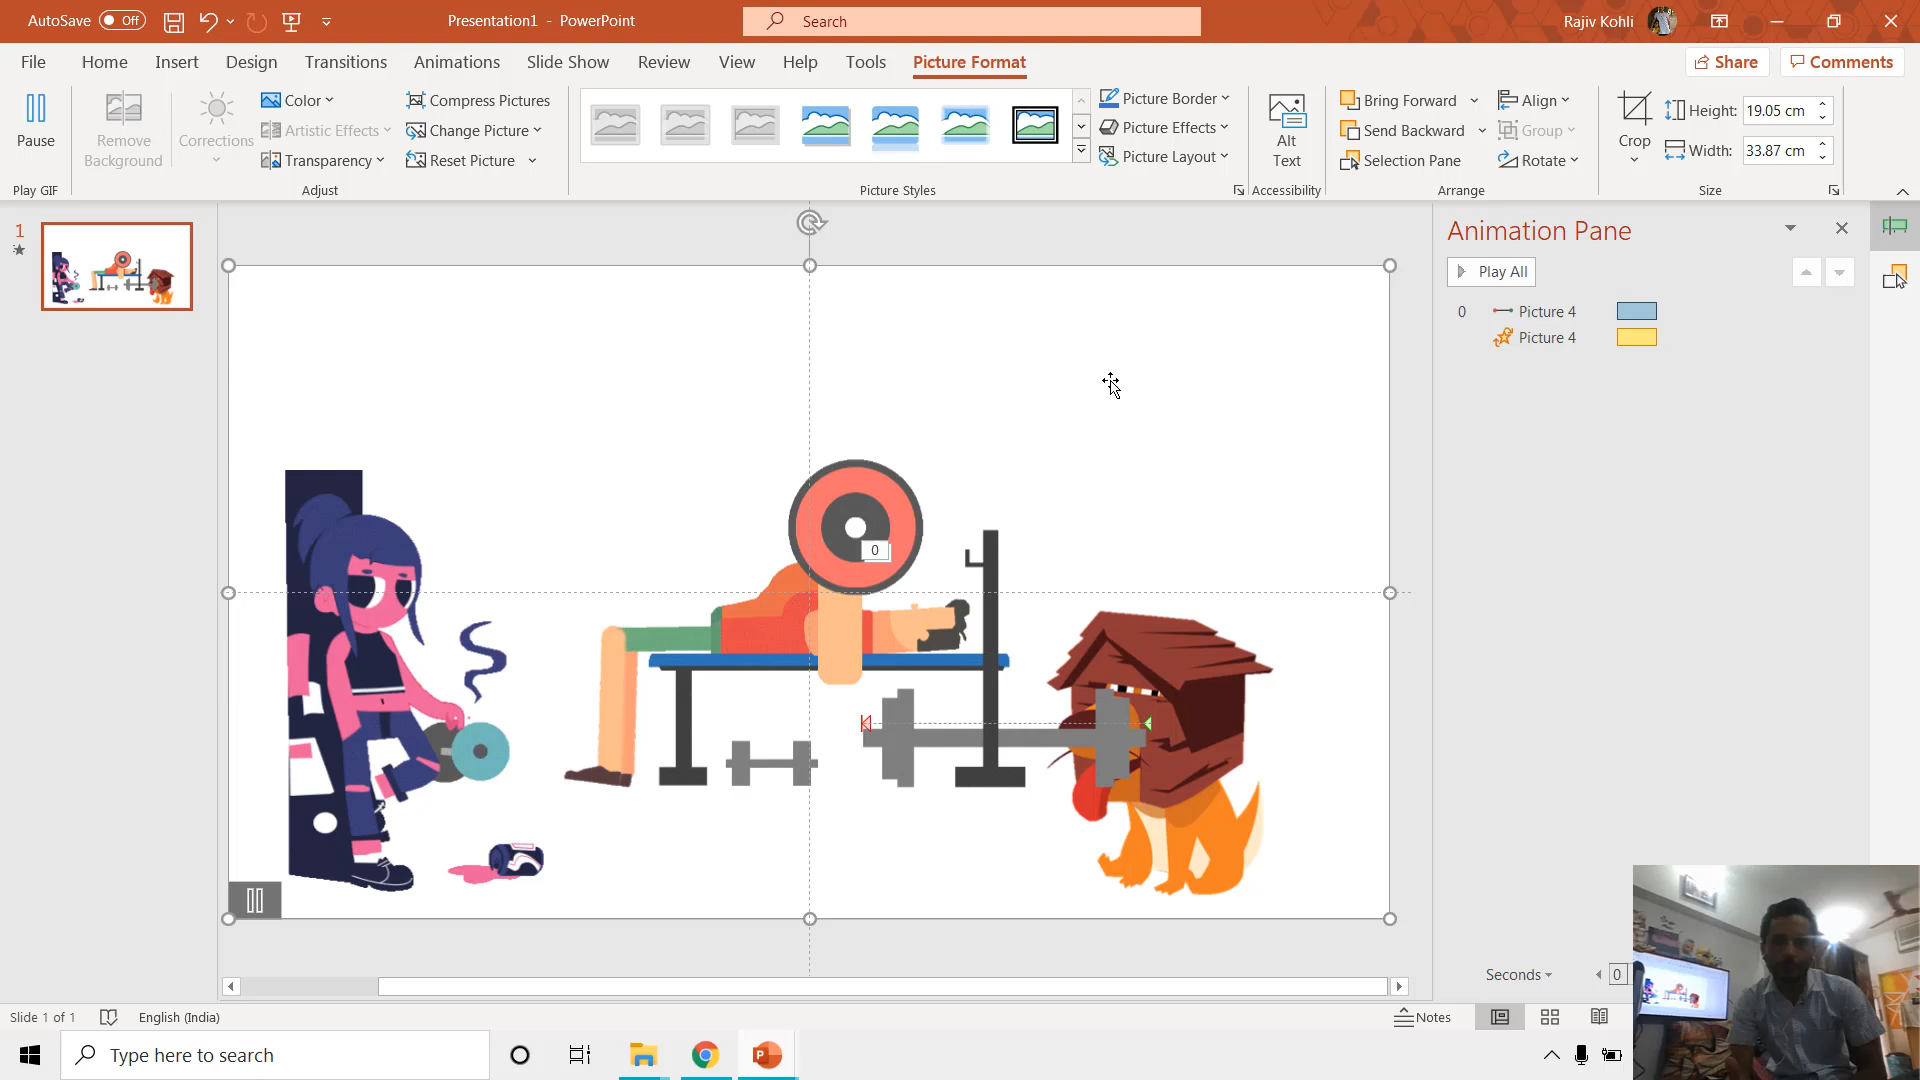 AutoSave Off
Presentation1 - PowerPoint
Search
Rajiv Kohli
File Home Insert Design Transitions Animations Slide Show Review View Help Tools Picture Format
Share Comments
Pause
Play GIF
Remove Background
Corrections
Color
Artistic Effects
Transparency
Compress Pictures
Change Picture
Reset Picture
Adjust
Picture Styles
Picture Border
Picture Effects
Picture Layout
Alt Text
Accessibility
Bring Forward
Send Backward
Selection Pane
Align
Group
Rotate
Arrange
Crop
Height: 19.05 cm
Width: 33.87 cm
Size
1
0
Animation Pane
Play All
0 Picture 4
Picture 4
Seconds 0
Slide 1 of 1 English (India)
Notes
Type here to search